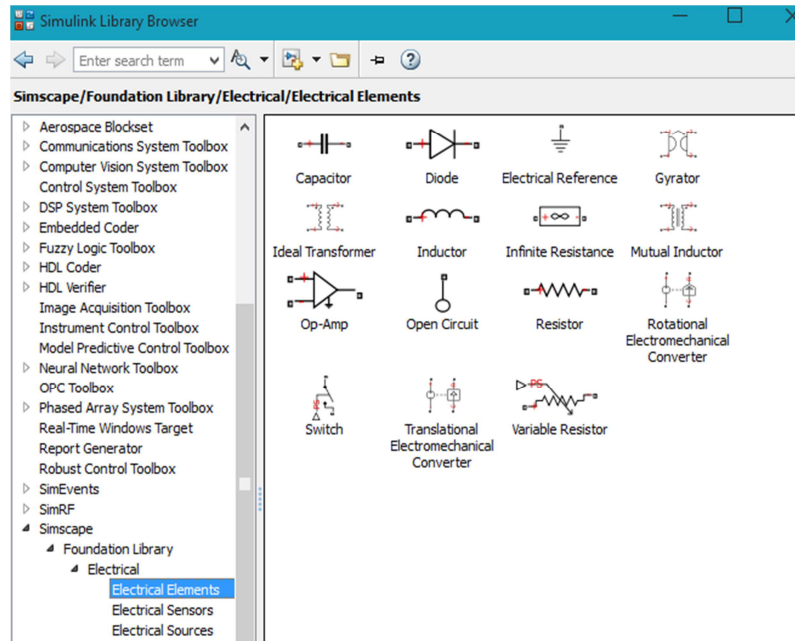 Simulink Library Browser
Enter search term
Simscape/Foundation Library/Electrical/Electrical Elements
Aerospace Blockset
Communications System Toolbox
Computer Vision System Toolbox
Control System Toolbox
DSP System Toolbox
Embedded Coder
Fuzzy Logic Toolbox
HDL Coder
HDL Verifier
Image Acquisition Toolbox
Instrument Control Toolbox
Model Predictive Control Toolbox
Neural Network Toolbox
OPC Toolbox
Phased Array System Toolbox
Real-Time Windows Target
Report Generator
Robust Control Toolbox
SimEvents
SimRF
Simscape
Foundation Library
Electrical
Electrical Elements
Electrical Sensors
Electrical Sources
Capacitor
Diode
Electrical Reference
Gyrator
Ideal Transformer
Inductor
Infinite Resistance
Mutual Inductor
Op-Amp
Open Circuit
Resistor
Rotational
Electromechanical
Converter
PS
Switch
Translational
Electromechanical
Converter
PS
Variable Resistor